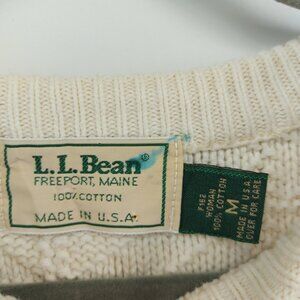 L.L.Bean®
FREEPORT, MAINE
100% COTTON
MADE IN U.S.A.
WOMAN
100% COTTON
M
MADE IN U.S.A.
OVER FOR CARE